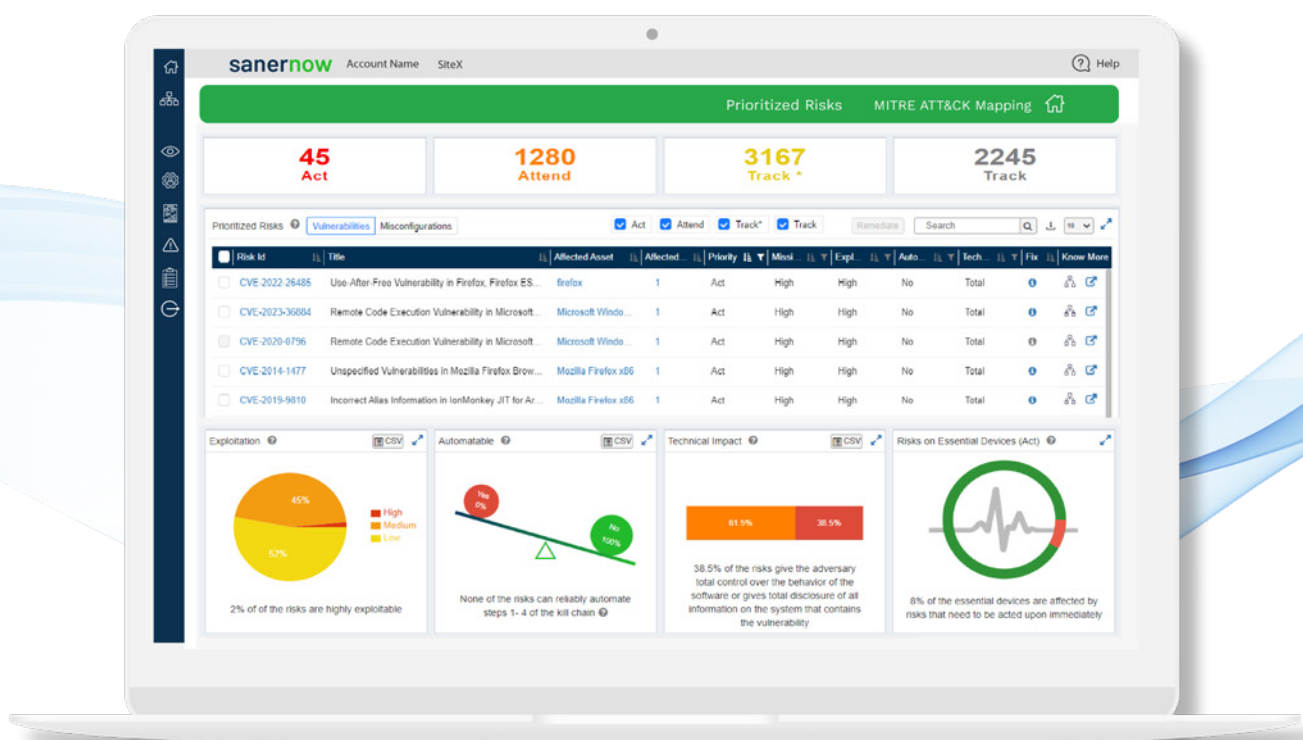 sanernow Account Name SiteX Help
Prioritized Risks MITRE ATT&CK Mapping
45 1280 3167 2245
Act Attend Track * Track
Prioritized Risks Vulnerabilities Misconfigurations Act Attend Track* Track Remediate Search 10
Risk Id Title Affected Asset Affected... Priority Missi... Expl... Auto... Tech... Fix Know More
CVE-2022-26485 Use-After-Free Vulnerability in Firefox, Firefox ES... firefox 1 Act High High No Total
CVE-2023-36884 Remote Code Execution Vulnerability in Microsoft... Microsoft Windo... 1 Act High High No Total
CVE-2020-0796 Remote Code Execution Vulnerability in Microsoft... Microsoft Windo... 1 Act High High No Total
CVE-2014-1477 Unspecified Vulnerabilities in Mozilla Firefox Brow... Mozilla Firefox x86 1 Act High High No Total
CVE-2019-9810 Incorrect Alias Information in IonMonkey JIT for Ar... Mozilla Firefox x86 1 Act High High No Total
Exploitation CSV Automatable CSV Technical Impact CSV Risks on Essential Devices (Act)
45%
52%
High
Medium
Low
2% of of the risks are highly exploitable
Yes
0%
No
100%
None of the risks can reliably automate
steps 1- 4 of the kill chain
61.5% 38.5%
38.5% of the risks give the adversary
total control over the behavior of the
software or gives total disclosure of all
information on the system that contains
the vulnerability
8% of the essential devices are affected by
risks that need to be acted upon immediately